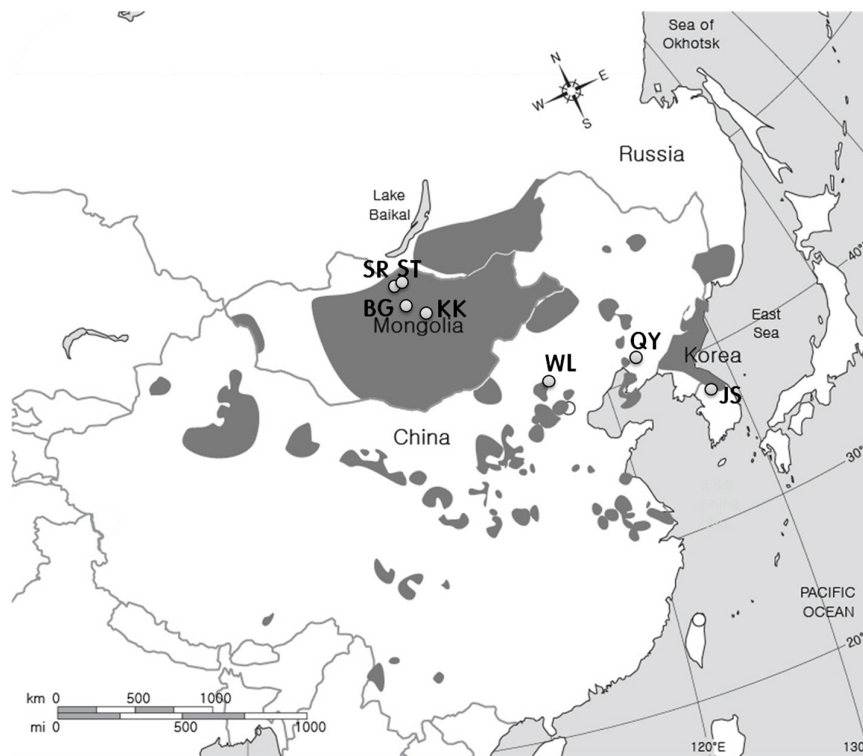 Sea of
Okhotsk
N
E
W
S
Russia
Lake
Baikal
SR ST
BG KK
Mongolia
40°
East
Sea
QY
Korea
WL
JS
China
30°
PACIFIC
OCEAN
20°
km 0 500 1000
mi 0 500 1000
120°E
130